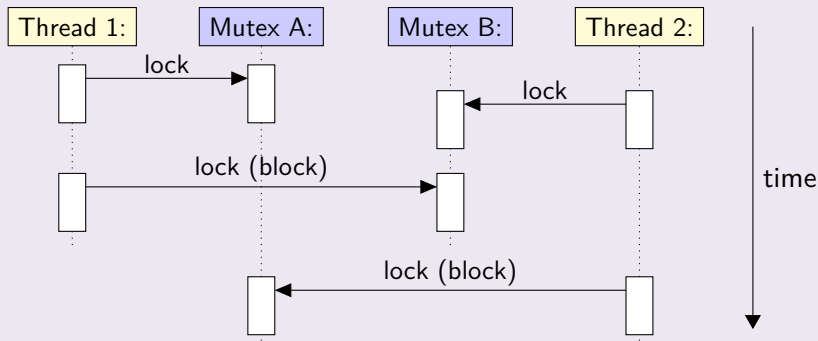 Thread 1:
Mutex A:
Mutex B:
Thread 2:
lock
lock
lock (block)
time
lock (block)